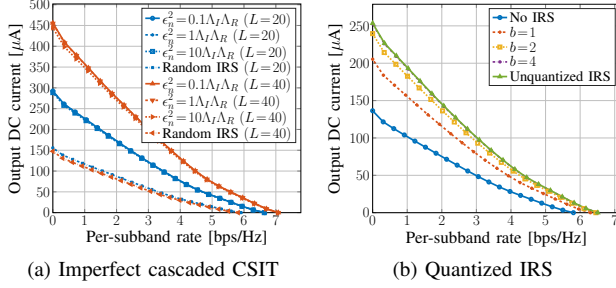 500
450
400
350
300
250
200
150
100
50
0
Output DC current [μA]
0 1 2 3 4 5 6 7
Per-subband rate [bps/Hz]
ϵ_n^2=0.1Λ_IΛ_R (L=20)
ϵ_n^2=1Λ_IΛ_R (L=20)
ϵ_n^2=10Λ_IΛ_R (L=20)
Random IRS (L=20)
ϵ_n^2=0.1Λ_IΛ_R (L=40)
ϵ_n^2=1Λ_IΛ_R (L=40)
ϵ_n^2=10Λ_IΛ_R (L=40)
Random IRS (L=40)
(a) Imperfect cascaded CSIT
250
200
150
100
50
0
Output DC current [μA]
0 1 2 3 4 5 6 7
Per-subband rate [bps/Hz]
No IRS
b=1
b=2
b=4
Unquantized IRS
(b) Quantized IRS